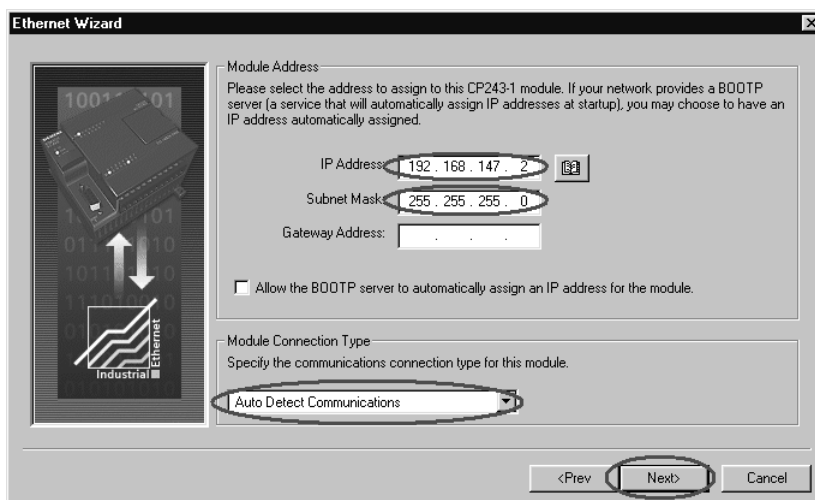 Ethernet Wizard
Module Address
Please select the address to assign to this CP243-1 module. If your network provides a BOOTP
server (a service that will automatically assign IP addresses at startup), you may choose to have an
IP address automatically assigned.
IP Address: 192 . 168 . 147 . 2
Subnet Mask: 255 . 255 . 255 . 0
Gateway Address: . . .
Allow the BOOTP server to automatically assign an IP address for the module.
Module Connection Type
Specify the communications connection type for this module.
Auto Detect Communications
Industrial
Ethernet
<Prev
Next>
Cancel